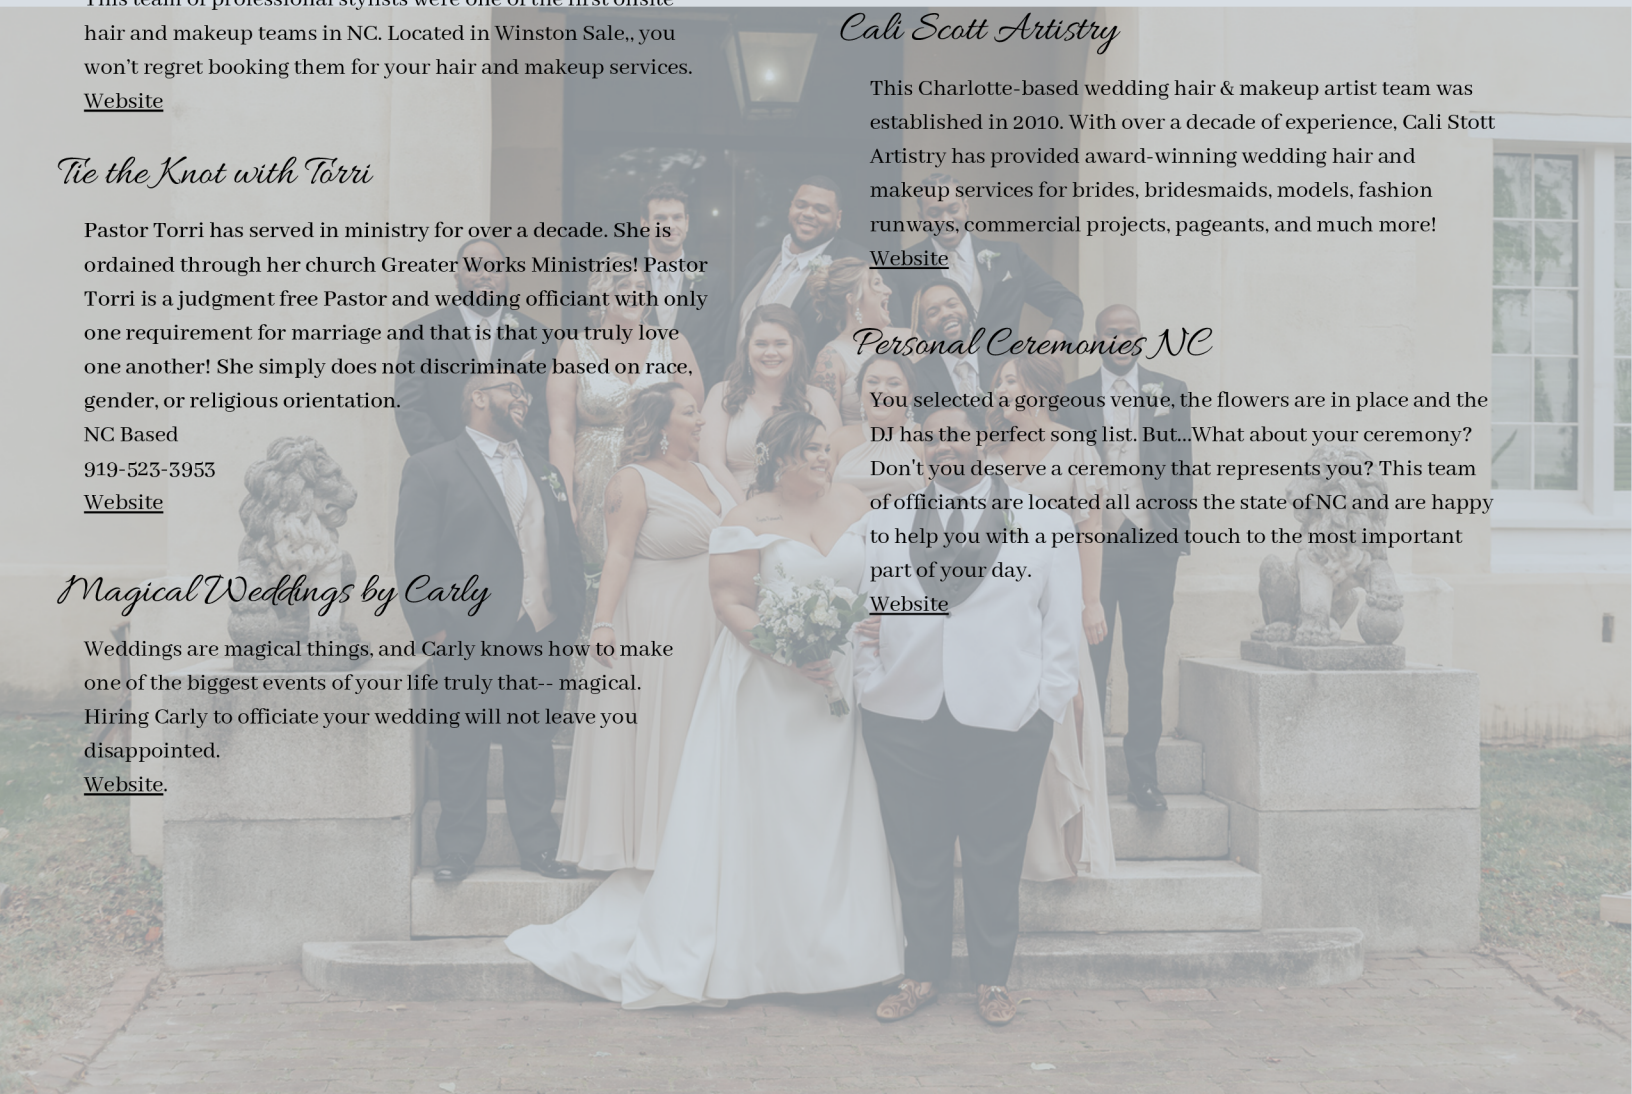 This team of professional stylists were one of the first onsite
hair and makeup teams in NC. Located in Winston Sale,, you
won't regret booking them for your hair and makeup services.
Website
Tie the Knot with Torri
Pastor Torri has served in ministry for over a decade. She is
ordained through her church Greater Works Ministries! Pastor
Torri is a judgment free Pastor and wedding officiant with only
one requirement for marriage and that is that you truly love
one another! She simply does not discriminate based on race,
gender, or religious orientation.
NC Based
919-523-3953
Website
Magical Weddings by Carly
Weddings are magical things, and Carly knows how to make
one of the biggest events of your life truly that-- magical.
Hiring Carly to officiate your wedding will not leave you
disappointed.
Website.
Cali Scott Artistry
This Charlotte-based wedding hair & makeup artist team was
established in 2010. With over a decade of experience, Cali Stott
Artistry has provided award-winning wedding hair and
makeup services for brides, bridesmaids, models, fashion
runways, commercial projects, pageants, and much more!
Website
Personal Ceremonies NC
You selected a gorgeous venue, the flowers are in place and the
DJ has the perfect song list. But...What about your ceremony?
Don't you deserve a ceremony that represents you? This team
of officiants are located all across the state of NC and are happy
to help you with a personalized touch to the most important
part of your day.
Website